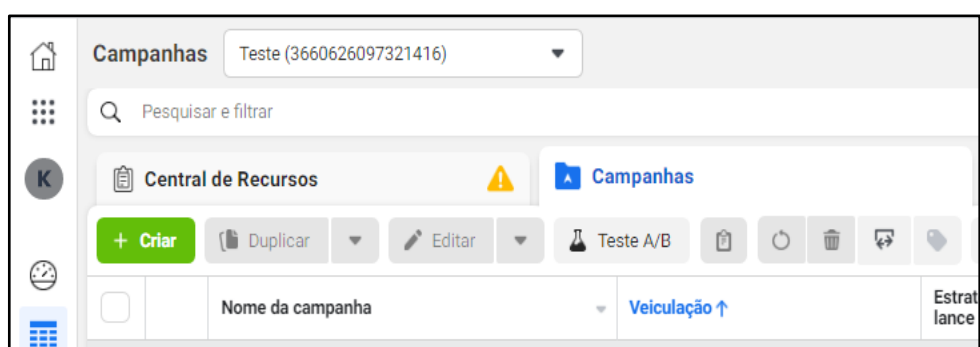 Campanhas
Teste (3660626097321416)
Pesquisar e filtrar
K
Central de Recursos
Campanhas
+ Criar
Duplicar
Editar
Teste A/B
Nome da campanha
Veiculação ↑
Estrat
lance